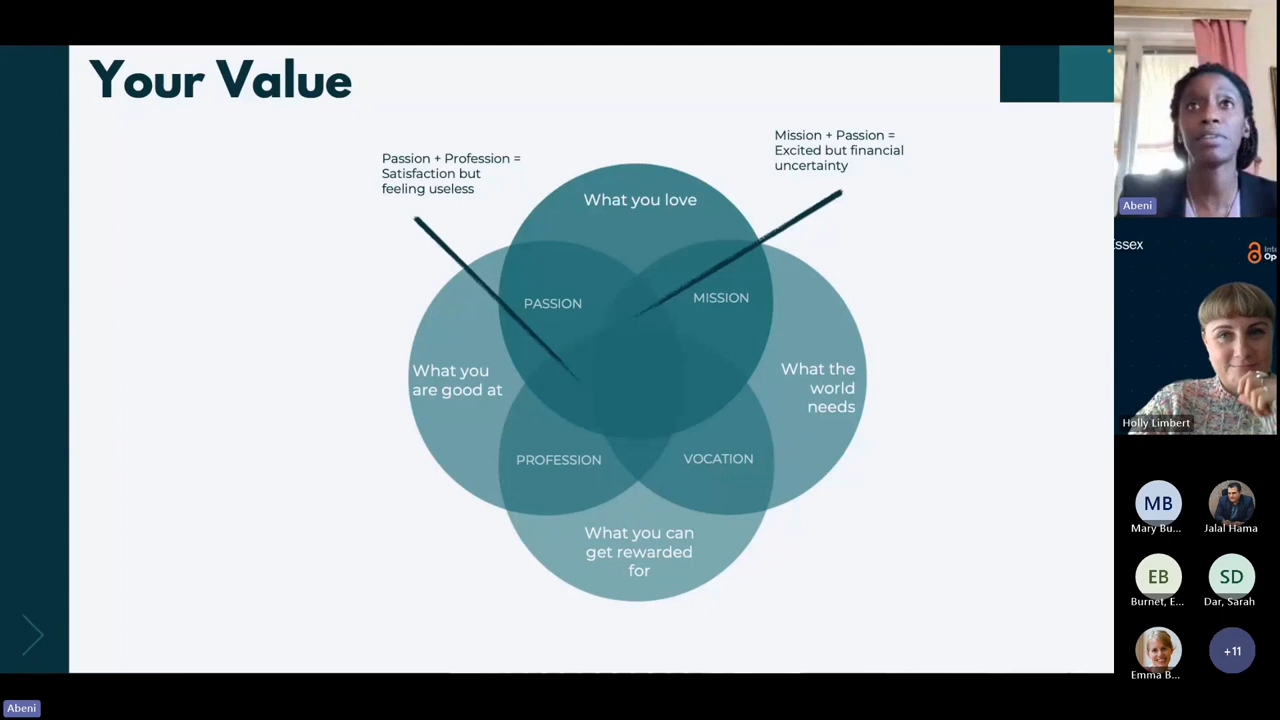 Your Value
Passion + Profession =
Satisfaction but
feeling useless
Mission + Passion =
Excited but financial
uncertainty
What you love
PASSION
MISSION
What you
are good at
What the
world
needs
PROFESSION
VOCATION
What you can
get rewarded
for
Abeni
Holly Limbert
MB
Mary Bu...
Jalal Hama
EB
Burnet, E...
SD
Dar, Sarah
Emma B...
+11
Abeni